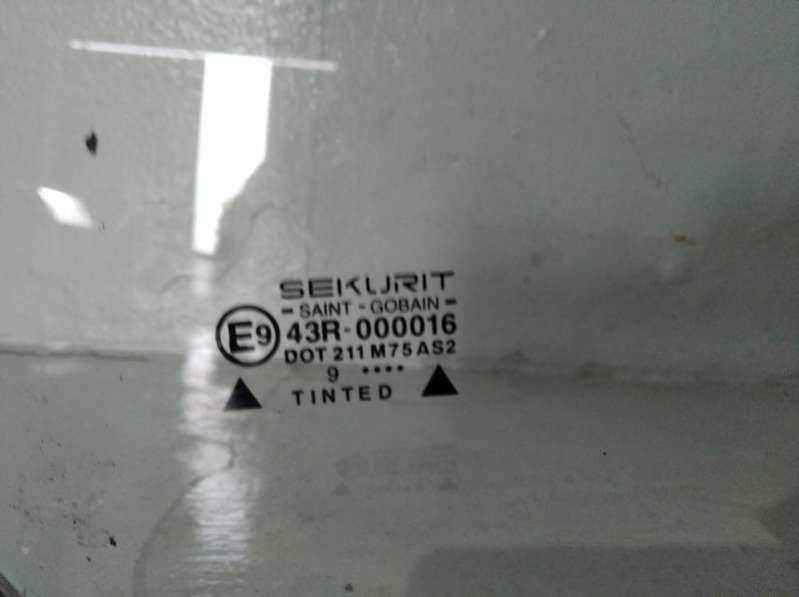 SEKURIT
- SAINT - GOBAIN -
E9 43R-000016
DOT 211 M75 AS2
9 ••••
TINTED